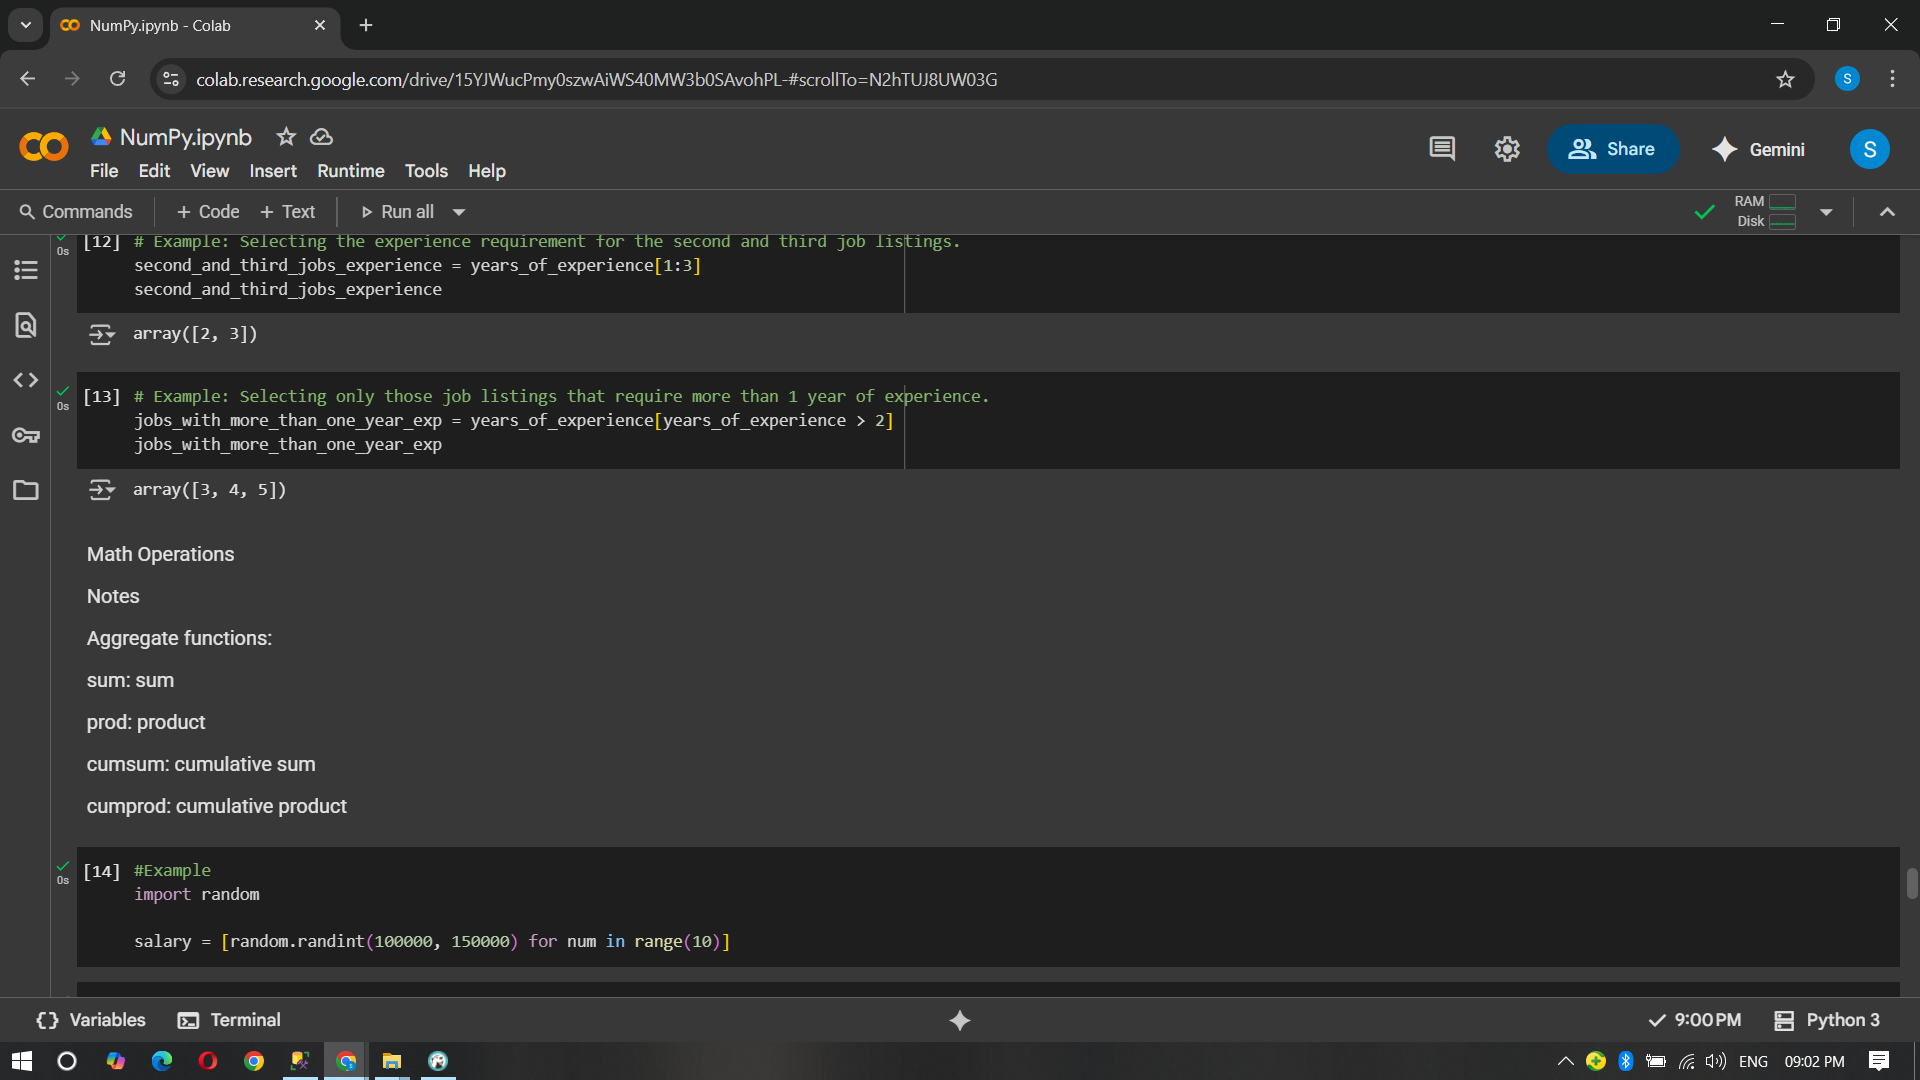 NumPy.ipynb - Colab
colab.research.google.com/drive/15YJWucPmy0szwAiWS40MW3b0SAvohPL-#scrollTo=N2hTUJ8UW03G
S
NumPy.ipynb
File Edit View Insert Runtime Tools Help
Share
Gemini
S
Commands + Code + Text Run all
RAM
Disk
0s
[12] # Example: Selecting the experience requirement for the second and third job listings.
second_and_third_jobs_experience = years_of_experience[1:3]
second_and_third_jobs_experience
array([2, 3])
0s
[13] # Example: Selecting only those job listings that require more than 1 year of experience.
jobs_with_more_than_one_year_exp = years_of_experience[years_of_experience > 2]
jobs_with_more_than_one_year_exp
array([3, 4, 5])
Math Operations
Notes
Aggregate functions:
sum: sum
prod: product
cumsum: cumulative sum
cumprod: cumulative product
0s
[14] #Example
import random
salary = [random.randint(100000, 150000) for num in range(10)]
Variables Terminal
9:00 PM Python 3
ENG 09:02 PM